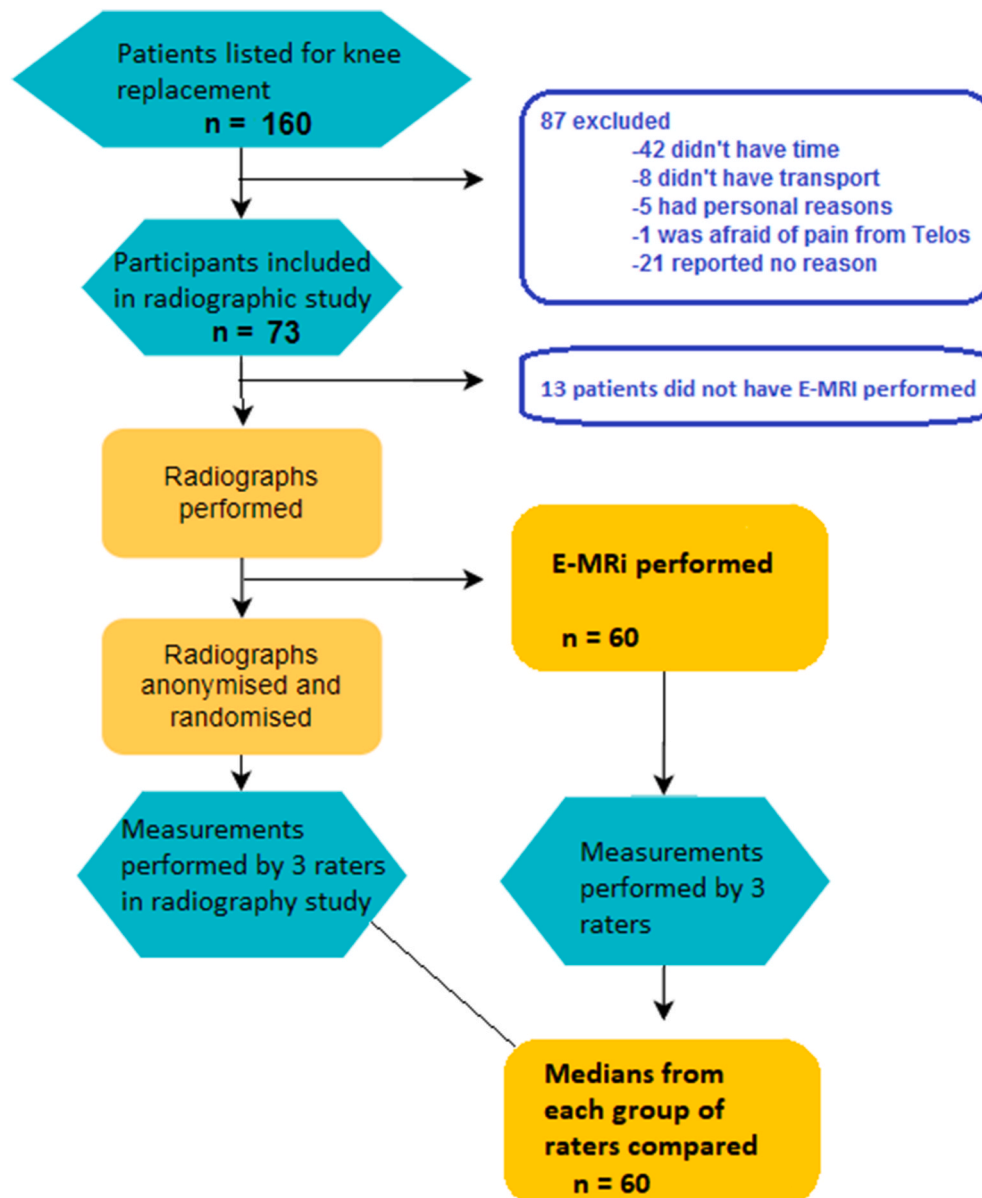 Patients listed for knee
replacement
n = 160
87 excluded
-42 didn't have time
-8 didn't have transport
-5 had personal reasons
-1 was afraid of pain from Telos
-21 reported no reason
Participants included
in radiographic study
n = 73
13 patients did not have E-MRI performed
Radiographs
performed
E-MRi performed
n = 60
Radiographs
anonymised and
randomised
Measurements
performed by 3 raters
in radiography study
Measurements
performed by 3
raters
Medians from
each group of
raters compared
n = 60